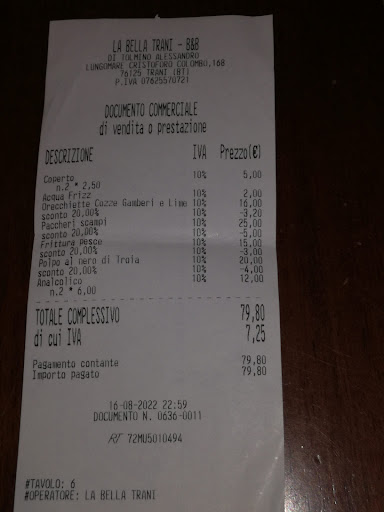 LA BELLA TRANI - B&B
DI TOLMINO ALESSANDRO
LUNGOMARE CRISTOFORO COLOMBO,168
76125 TRANI (BT)
P.IVA 07625570721
DOCUMENTO COMMERCIALE
di vendita o prestazione
DESCRIZIONE IVA Prezzo(€)
Coperto 10% 5,00
n.2 * 2,50
Acqua Frizz 10% 2,00
Orecchiette Cozze Gamberi e Lime 10% 16,00
sconto 20,00% 10% -3,20
Paccheri scampi 10% 25,00
sconto 20,00% 10% -5,00
Frittura pesce 10% 15,00
sconto 20,00% 10% -3,00
Polpo al nero di Troia 10% 20,00
sconto 20,00% 10% -4,00
Analcolico 10% 12,00
n.2 * 6,00
TOTALE COMPLESSIVO 79,80
di cui IVA 7,25
Pagamento contante 79,80
Importo pagato 79,80
16-08-2022 22:59
DOCUMENTO N. 0636-0011
RT 72MU5010494
#TAVOLO: 6
#OPERATORE: LA BELLA TRANI